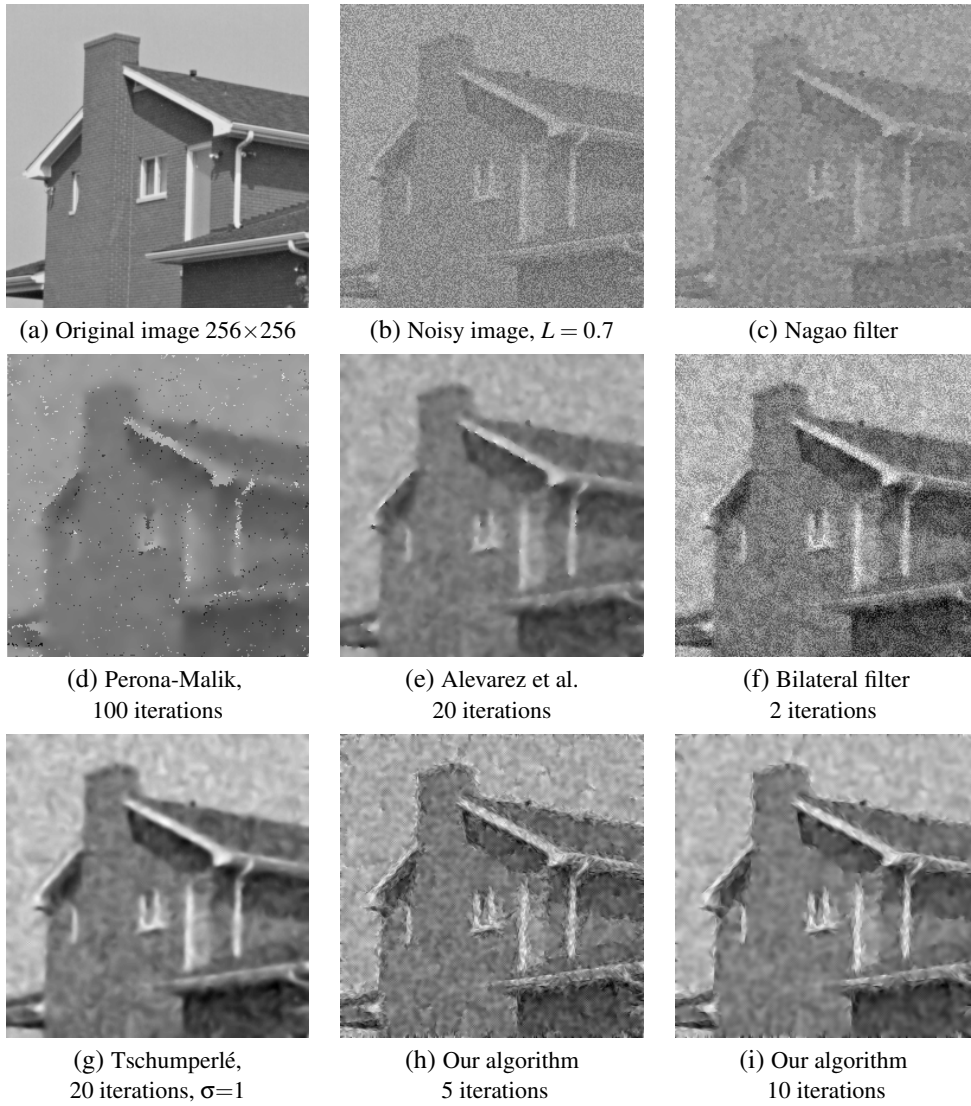 (a) Original image 256×256
(b) Noisy image, L = 0.7
(c) Nagao filter
(d) Perona-Malik,
100 iterations
(e) Alevarez et al.
20 iterations
(f) Bilateral filter
2 iterations
(g) Tschumperlé,
20 iterations, σ=1
(h) Our algorithm
5 iterations
(i) Our algorithm
10 iterations